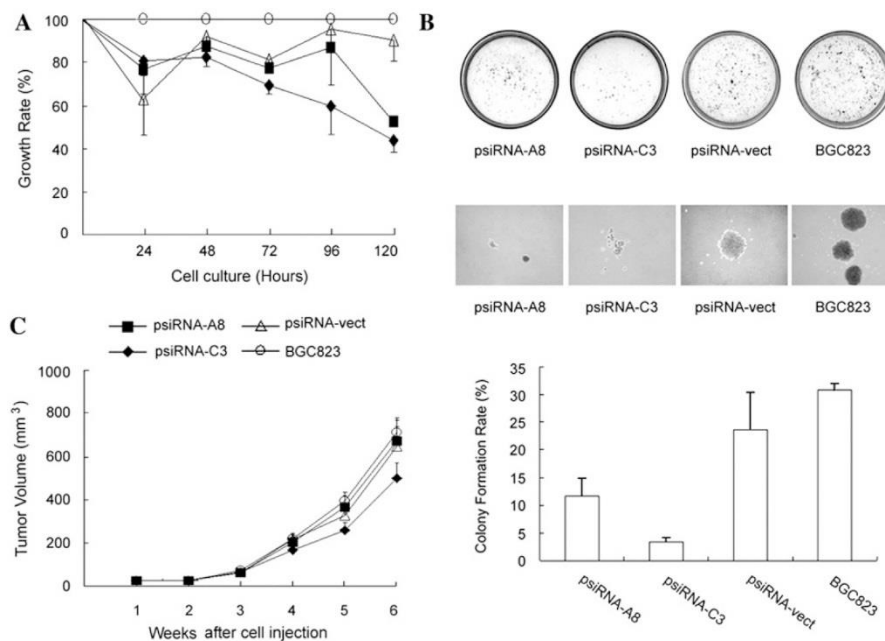 A
Growth Rate (%)
100
80
60
40
20
0
24 48 72 96 120
Cell culture (Hours)
B
psiRNA-A8 psiRNA-C3 psiRNA-vect BGC823
psiRNA-A8 psiRNA-C3 psiRNA-vect BGC823
C
psiRNA-A8 psiRNA-vect
psiRNA-C3 BGC823
Tumor Volume (mm³)
1000
800
600
400
200
0
1 2 3 4 5 6
Weeks after cell injection
Colony Formation Rate (%)
35
30
25
20
15
10
5
0
psiRNA-A8 psiRNA-C3 psiRNA-vect BGC823